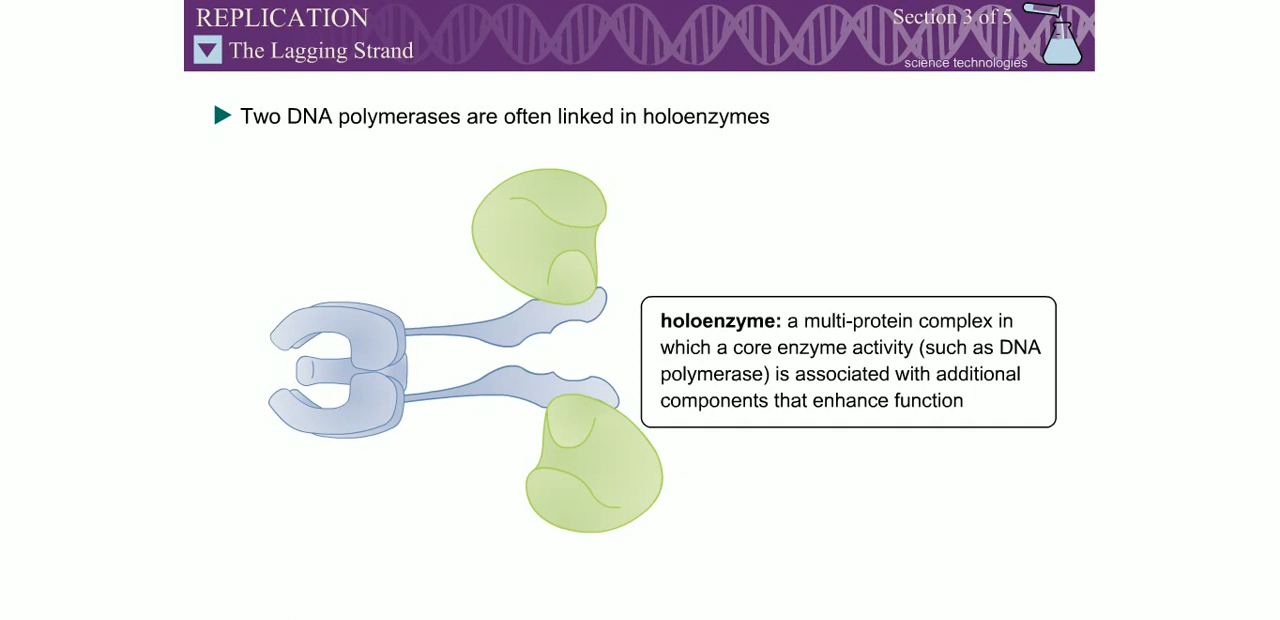 REPLICATION
Section 3 of 5
The Lagging Strand
science technologies
Two DNA polymerases are often linked in holoenzymes
holoenzyme: a multi-protein complex in
which a core enzyme activity (such as DNA
polymerase) is associated with additional
components that enhance function